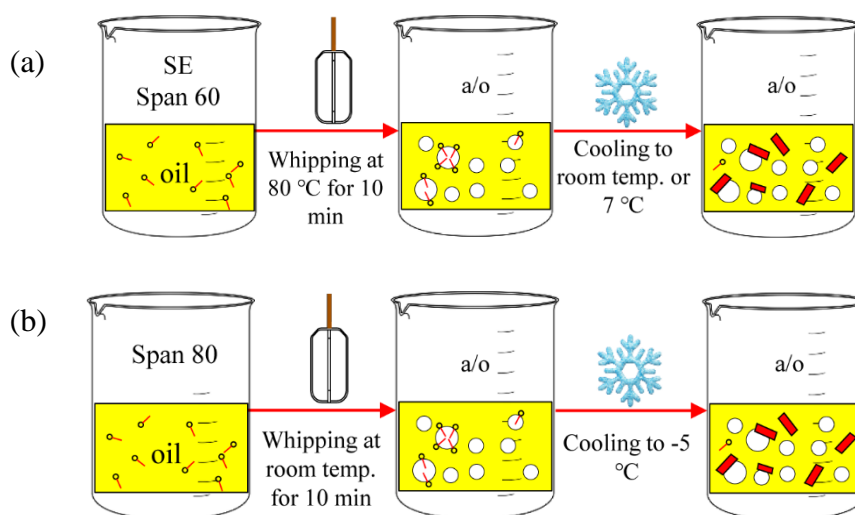 (a)
SE
Span 60
oil
Whipping at
80 °C for 10
min
a/o
Cooling to
room temp. or
7 °C
a/o
(b)
Span 80
oil
Whipping at
room temp.
for 10 min
a/o
Cooling to -5
°C
a/o